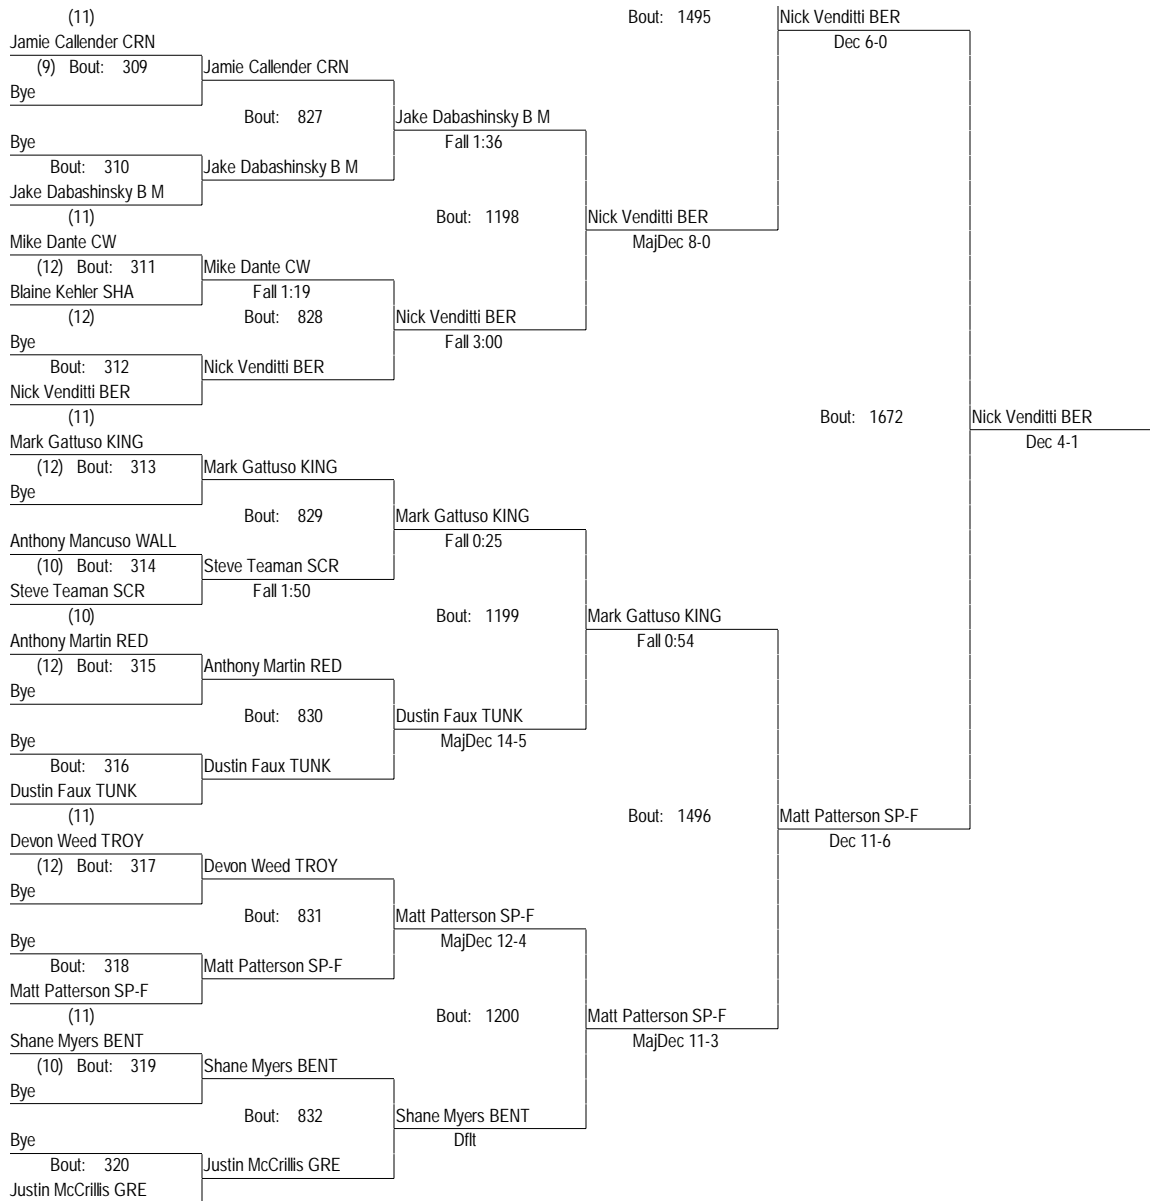 (11)
Bout: 1495
Nick Venditti BER
Jamie Callender CRN
Dec 6-0
(9) Bout: 309
Jamie Callender CRN
Bye
Bout: 827
Jake Dabashinsky B M
Bye
Fall 1:36
Bout: 310
Jake Dabashinsky B M
Jake Dabashinsky B M
(11)
Bout: 1198
Nick Venditti BER
Mike Dante CW
MajDec 8-0
(12) Bout: 311
Mike Dante CW
Blaine Kehler SHA
Fall 1:19
(12)
Bout: 828
Nick Venditti BER
Bye
Fall 3:00
Bout: 312
Nick Venditti BER
Nick Venditti BER
(11)
Bout: 1672
Nick Venditti BER
Mark Gattuso KING
Dec 4-1
(12) Bout: 313
Mark Gattuso KING
Bye
Bout: 829
Mark Gattuso KING
Anthony Mancuso WALL
Fall 0:25
(10) Bout: 314
Steve Teaman SCR
Steve Teaman SCR
Fall 1:50
(10)
Bout: 1199
Mark Gattuso KING
Anthony Martin RED
Fall 0:54
(12) Bout: 315
Anthony Martin RED
Bye
Bout: 830
Dustin Faux TUNK
Bye
MajDec 14-5
Bout: 316
Dustin Faux TUNK
Dustin Faux TUNK
(11)
Bout: 1496
Matt Patterson SP-F
Devon Weed TROY
Dec 11-6
(12) Bout: 317
Devon Weed TROY
Bye
Bout: 831
Matt Patterson SP-F
Bye
MajDec 12-4
Bout: 318
Matt Patterson SP-F
Matt Patterson SP-F
(11)
Bout: 1200
Matt Patterson SP-F
Shane Myers BENT
MajDec 11-3
(10) Bout: 319
Shane Myers BENT
Bye
Bout: 832
Shane Myers BENT
Bye
Dflt
Bout: 320
Justin McCrillis GRE
Justin McCrillis GRE